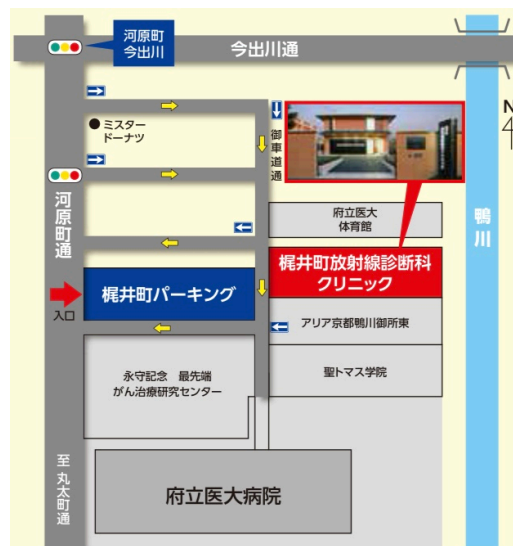 河原町
今出川
今出川通
ミスター
ドーナツ
御車道通
N
河原町通
府立医大
体育館
鴨川
梶井町放射線診断科
クリニック
梶井町パーキング
入口
アリア京都鴨川御所東
永守記念 最先端
がん治療研究センター
聖トマス学院
至 丸太町通
府立医大病院